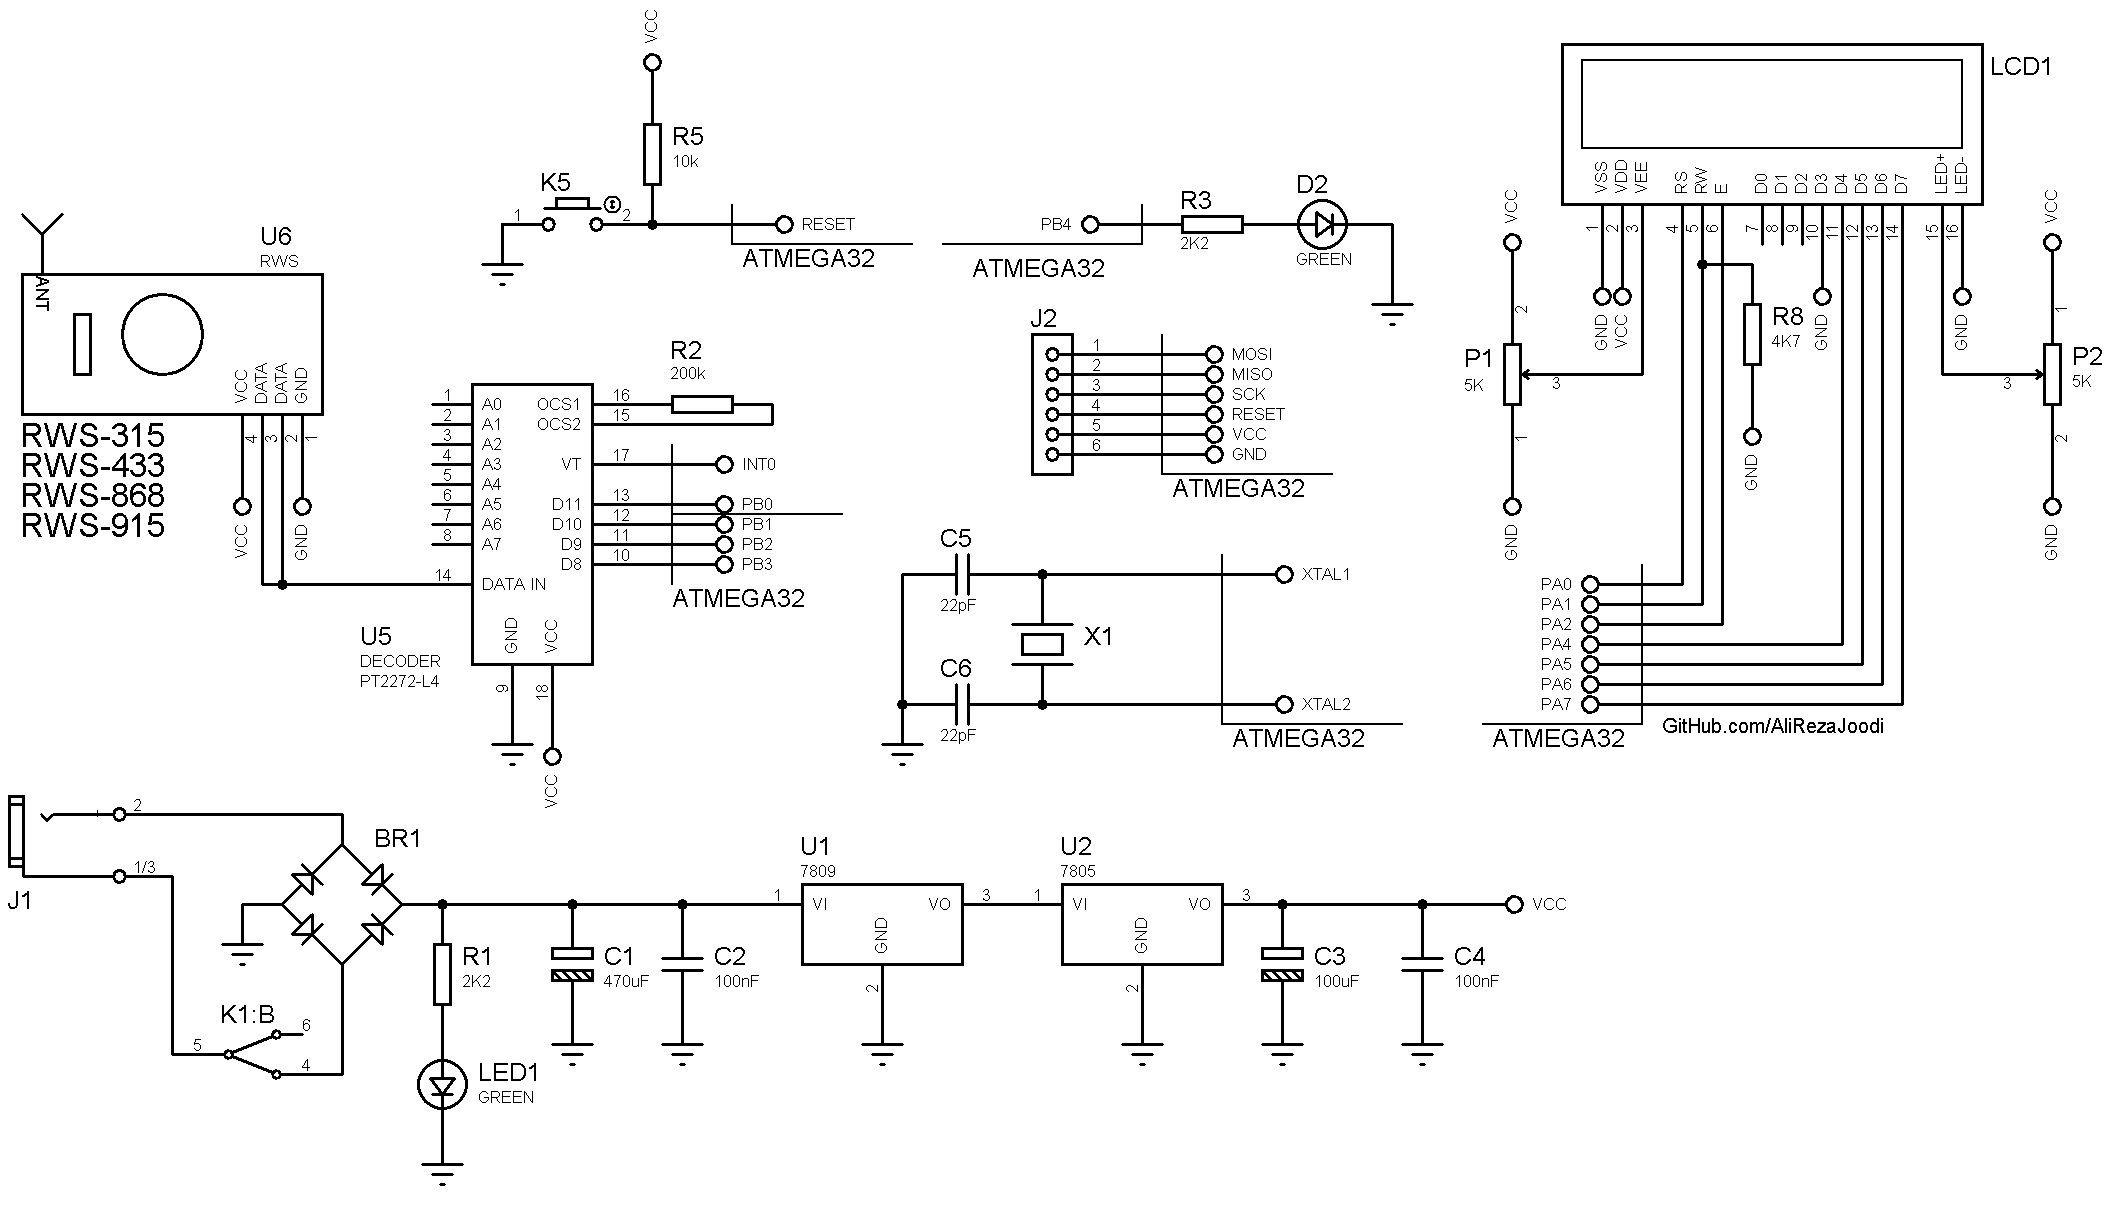 VCC
R5
10k
K5
1
2
RESET
ATMEGA32
PB4
ATMEGA32
R3
2K2
D2
GREEN
LCD1
VSS
VDD
VEE
RS
RW
E
D0
D1
D2
D3
D4
D5
D6
D7
LED+
LED-
1
2
3
4
5
6
7
8
9
10
11
12
13
14
15
16
GND
VCC
GND
GND
VCC
2
P1
5K
3
1
GND
R8
4K7
GND
VCC
1
P2
5K
3
2
GND
PA0
PA1
PA2
PA4
PA5
PA6
PA7
ATMEGA32
GitHub.com/AliRezaJoodi
U6
RWS
ANT
VCC
DATA
DATA
GND
4
3
2
1
RWS-315
RWS-433
RWS-868
RWS-915
VCC
GND
R2
200k
1 A0 OCS1 16
2 A1 OCS2 15
3 A2
4 A3 VT 17 INT0
5 A4
6 A5 D11 13 PB0
7 A6 D10 12 PB1
8 A7 D9 11 PB2
D8 10 PB3
14 DATA IN
ATMEGA32
GND
VCC
9
18
VCC
U5
DECODER
PT2272-L4
J2
1 MOSI
2 MISO
3 SCK
4 RESET
5 VCC
6 GND
ATMEGA32
C5
22pF
XTAL1
X1
C6
22pF
XTAL2
ATMEGA32
2
1/3
J1
BR1
K1:B
6
5
4
R1
2K2
LED1
GREEN
C1
470uF
C2
100nF
U1
7809
1 VI VO 3
GND
2
U2
7805
1 VI VO 3
GND
2
C3
100uF
C4
100nF
VCC